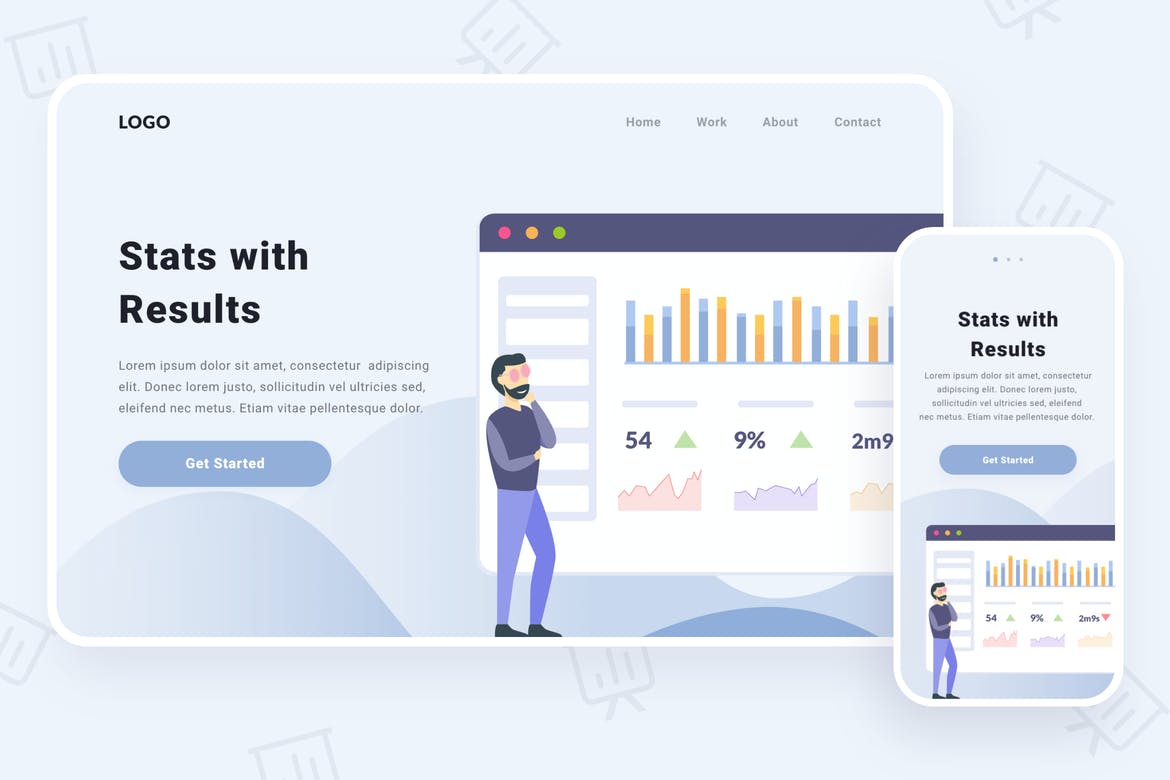 LOGO
Home Work About Contact
Stats with
Results
Lorem ipsum dolor sit amet, consectetur adipiscing
elit. Donec lorem justo, sollicitudin vel ultricies sed,
eleifend nec metus. Etiam vitae pellentesque dolor.
Get Started
54 9% 2m9
Stats with
Results
Lorem ipsum dolor sit amet, consectetur
adipiscing elit. Donec lorem justo,
sollicitudin vel ultricies sed, eleifend
nec metus. Etiam vitae pellentesque dolor.
Get Started
54 9% 2m9s